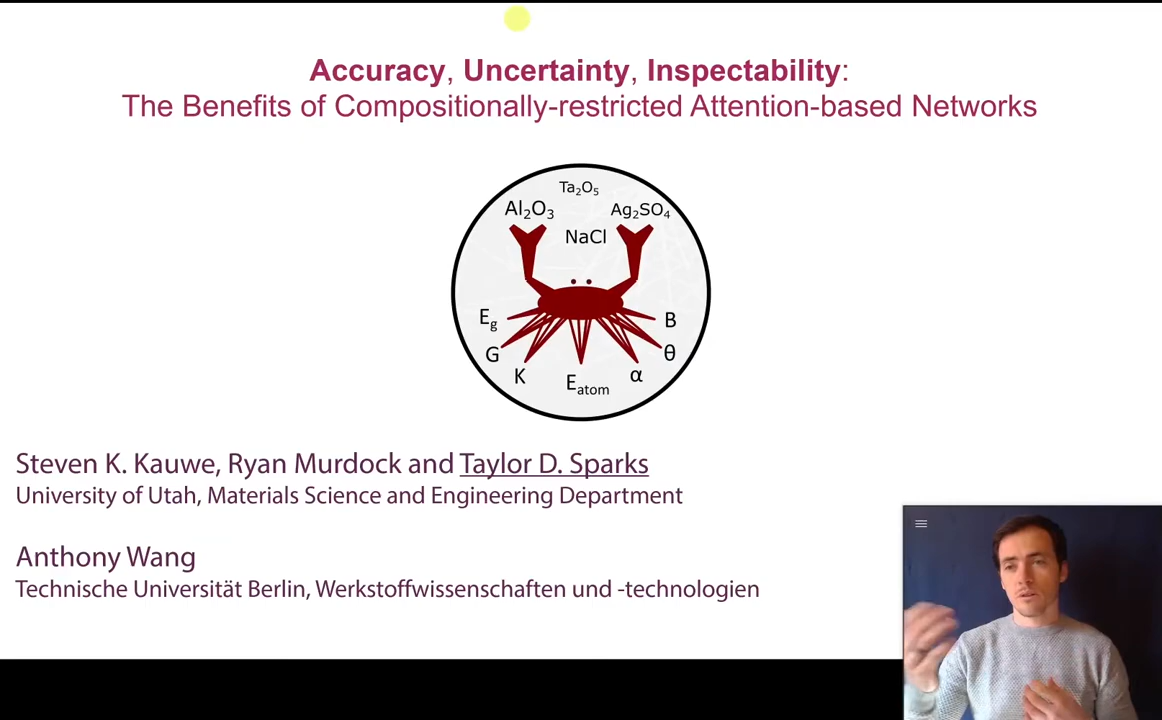 Accuracy, Uncertainty, Inspectability:
The Benefits of Compositionally-restricted Attention-based Networks
Ta₂O₅
Al₂O₃
Ag₂SO₄
NaCl
E_g
B
G
θ
K
E_atom
α
Steven K. Kauwe, Ryan Murdock and Taylor D. Sparks
University of Utah, Materials Science and Engineering Department
Anthony Wang
Technische Universität Berlin, Werkstoffwissenschaften und -technologien